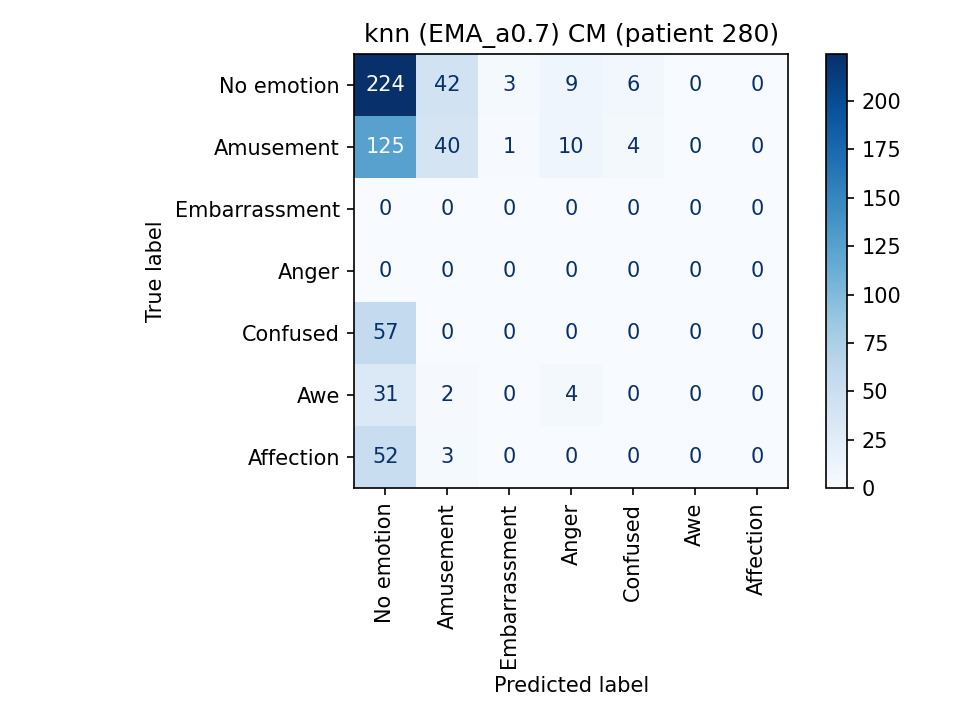 knn (EMA_a0.7) CM (patient 280)
True label
No emotion 224 42 3 9 6 0 0
Amusement 125 40 1 10 4 0 0
Embarrassment 0 0 0 0 0 0 0
Anger 0 0 0 0 0 0 0
Confused 57 0 0 0 0 0 0
Awe 31 2 0 4 0 0 0
Affection 52 3 0 0 0 0 0
No emotion
Amusement
Embarrassment
Anger
Confused
Awe
Affection
Predicted label
200
175
150
125
100
75
50
25
0